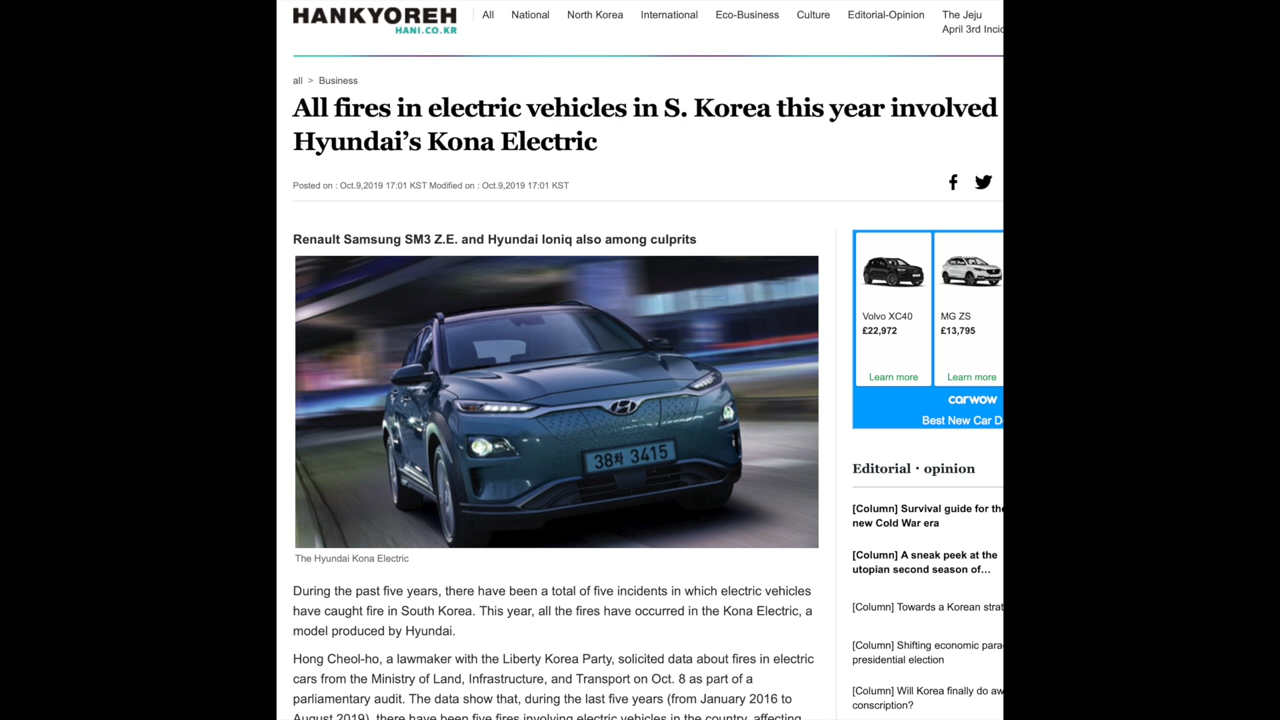 HANKYOREH
HANI.CO.KR
All National North Korea International Eco-Business Culture Editorial-Opinion The Jeju
April 3rd
all > Business
All fires in electric vehicles in S. Korea this year involved
Hyundai's Kona Electric
Posted on : Oct.9,2019 17:01 KST Modified on : Oct.9,2019 17:01 KST
Renault Samsung SM3 Z.E. and Hyundai Ioniq also among culprits
38싸 3415
The Hyundai Kona Electric
During the past five years, there have been a total of five incidents in which electric vehicles
have caught fire in South Korea. This year, all the fires have occurred in the Kona Electric, a
model produced by Hyundai.
Hong Cheol-ho, a lawmaker with the Liberty Korea Party, solicited data about fires in electric
cars from the Ministry of Land, Infrastructure, and Transport on Oct. 8 as part of a
parliamentary audit. The data show that, during the last five years (from January 2016 to
August 2019), there have been five fires involving electric vehicles in the country, affecting
Volvo XC40 MG ZS
£22,972 £13,795
Learn more Learn more
carwow
Best New Car
Editorial · opinion
[Column] Survival guide for the
new Cold War era
[Column] A sneak peek at the
utopian second season of…
[Column] Towards a Korean
[Column] Shifting economic
presidential election
[Column] Will Korea finally do
conscription?